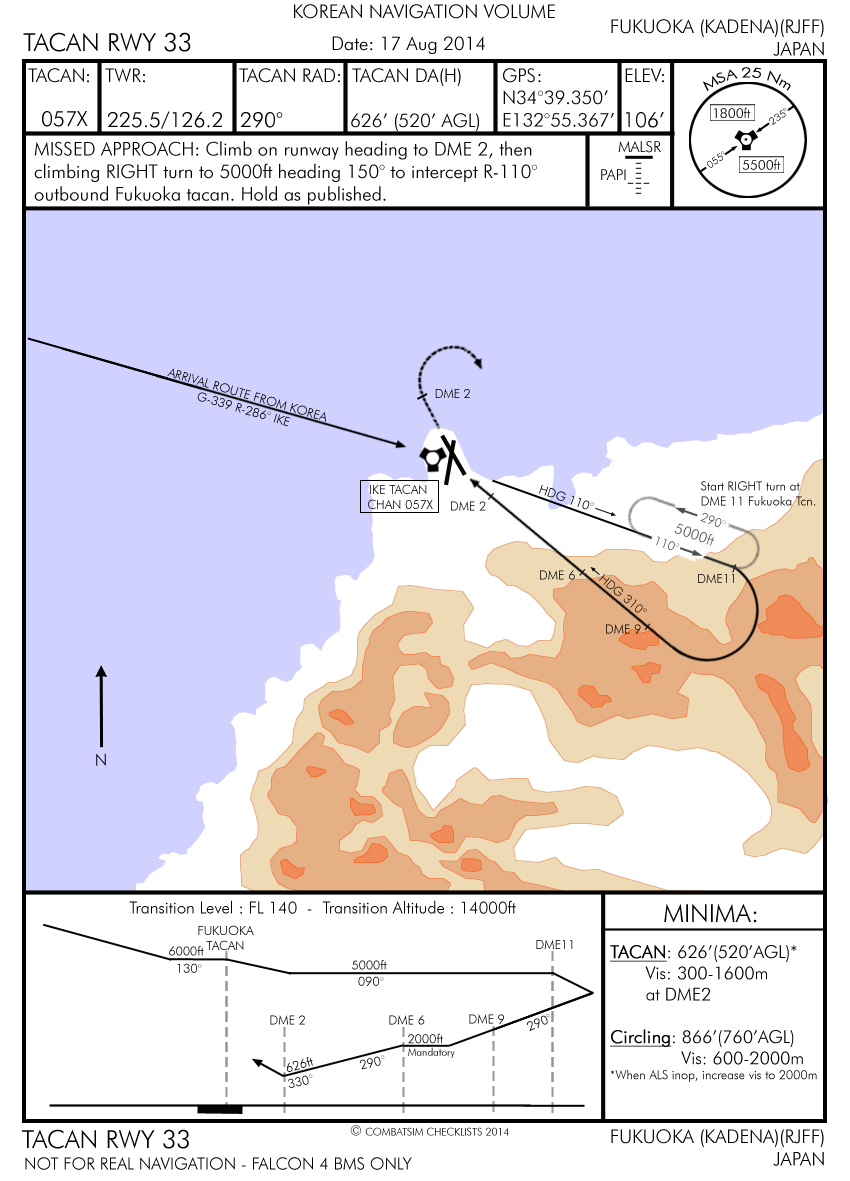 KOREAN NAVIGATION VOLUME
TACAN RWY 33
Date: 17 Aug 2014
FUKUOKA (KADENA)(RJFF)
JAPAN
TACAN:
057X
TWR:
225.5/126.2
TACAN RAD:
290°
TACAN DA(H)
626' (520' AGL)
GPS:
N34°39.350'
E132°55.367'
ELEV:
106'
MSA 25 Nm
1800ft
235°
055°
5500ft
MISSED APPROACH: Climb on runway heading to DME 2, then
climbing RIGHT turn to 5000ft heading 150° to intercept R-110°
outbound Fukuoka tacan. Hold as published.
MALSR
PAPI
ARRIVAL ROUTE FROM KOREA
G-339 R-286° IKE
DME 2
IKE TACAN
CHAN 057X
DME 2
HDG 110°
Start RIGHT turn at
DME 11 Fukuoka Tcn.
290°
5000ft
110°
DME11
DME 6
HDG 310°
DME 9
N
Transition Level : FL 140 - Transition Altitude : 14000ft
FUKUOKA
TACAN
DME11
6000ft
130°
5000ft
090°
DME 2
DME 6
DME 9
290°
2000ft
Mandatory
290°
626ft
330°
MINIMA:
TACAN: 626'(520'AGL)*
Vis: 300-1600m
at DME2
Circling: 866'(760'AGL)
Vis: 600-2000m
*When ALS inop, increase vis to 2000m
TACAN RWY 33
© COMBATSIM CHECKLISTS 2014
FUKUOKA (KADENA)(RJFF)
JAPAN
NOT FOR REAL NAVIGATION - FALCON 4 BMS ONLY